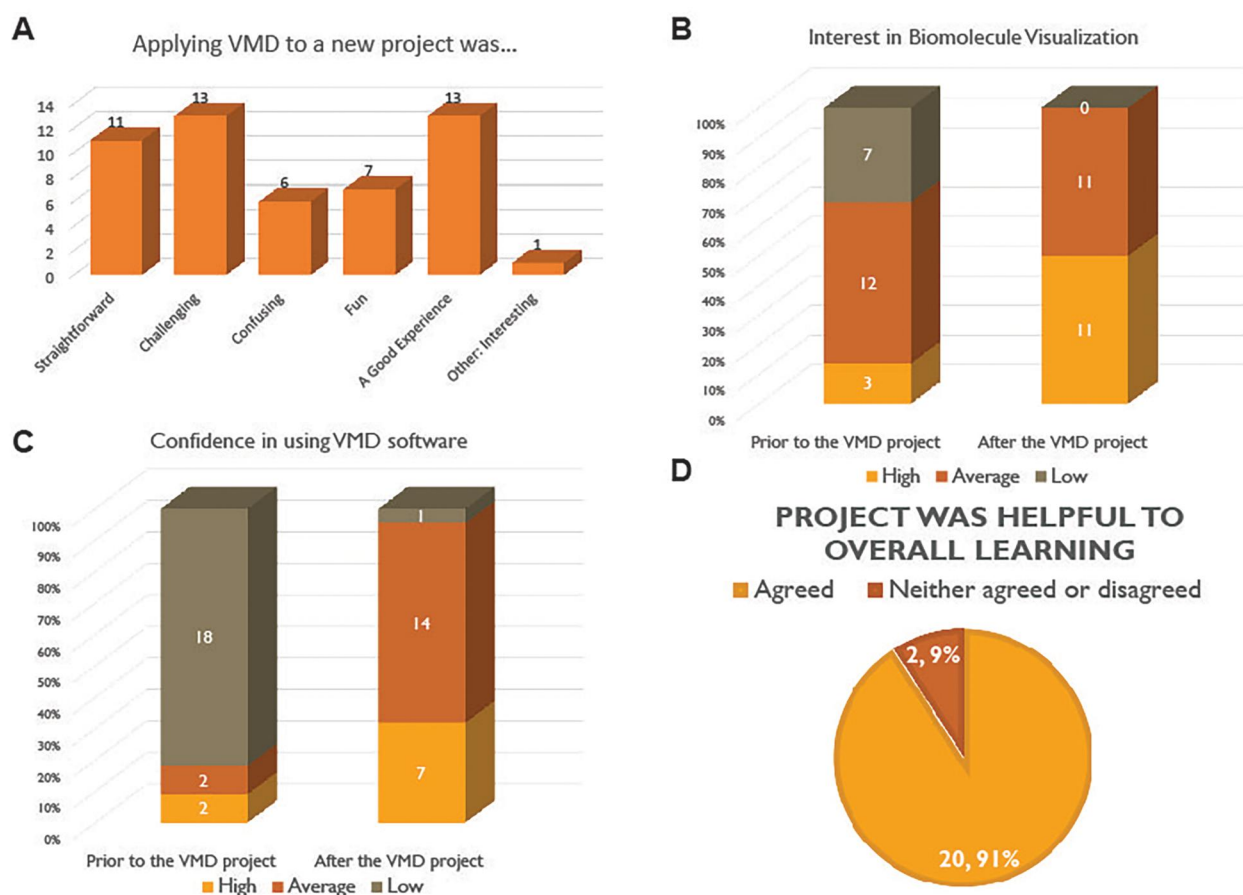 A
Applying VMD to a new project was...
14
12
10
8
6
4
2
0
11
13
6
7
13
1
Straightforward
Challenging
Confusing
Fun
A Good Experience
Other: Interesting
B
Interest in Biomolecule Visualization
100%
90%
80%
70%
60%
50%
40%
30%
20%
10%
0%
7
12
3
0
11
11
Prior to the VMD project
After the VMD project
High Average Low
C
Confidence in using VMD software
100%
90%
80%
70%
60%
50%
40%
30%
20%
10%
0%
18
2
2
1
14
7
Prior to the VMD project
After the VMD project
High Average Low
D
PROJECT WAS HELPFUL TO
OVERALL LEARNING
Agreed Neither agreed or disagreed
2, 9%
20, 91%